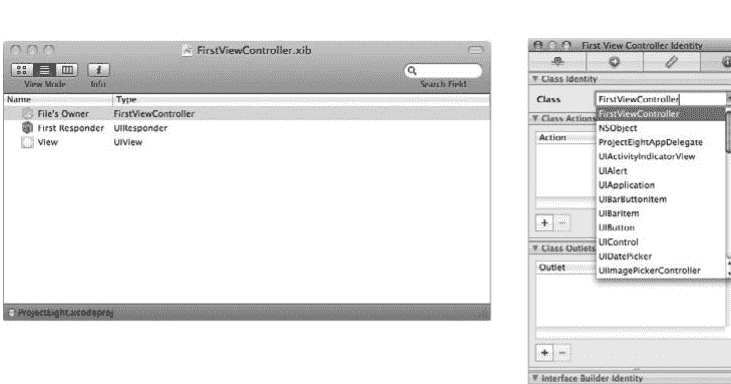 FirstViewController.xib
View Mode
Info
Search Field
Name Type
File's Owner FirstViewController
First Responder UIResponder
View UIView
ProjectEight.xcodeproj
First View Controller Identity
Class Identity
Class FirstViewController
FirstViewController
Class Actions
NSObject
Action
ProjectEightAppDelegate
UIActivityIndicatorView
UIAlert
UIApplication
UIBarButtonItem
UIBarItem
UIButton
UIControl
Class Outlets
UIDatePicker
Outlet
UIImagePickerController
Interface Builder Identity